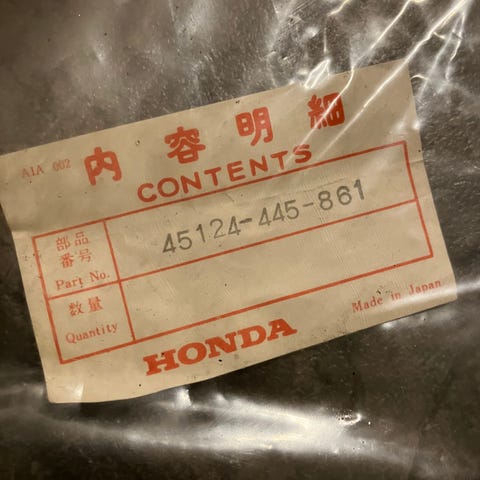 A1A 002
内容明細
CONTENTS
部品
番号
Part No.
45124-445-861
数量
Quantity
Made in Japan
HONDA